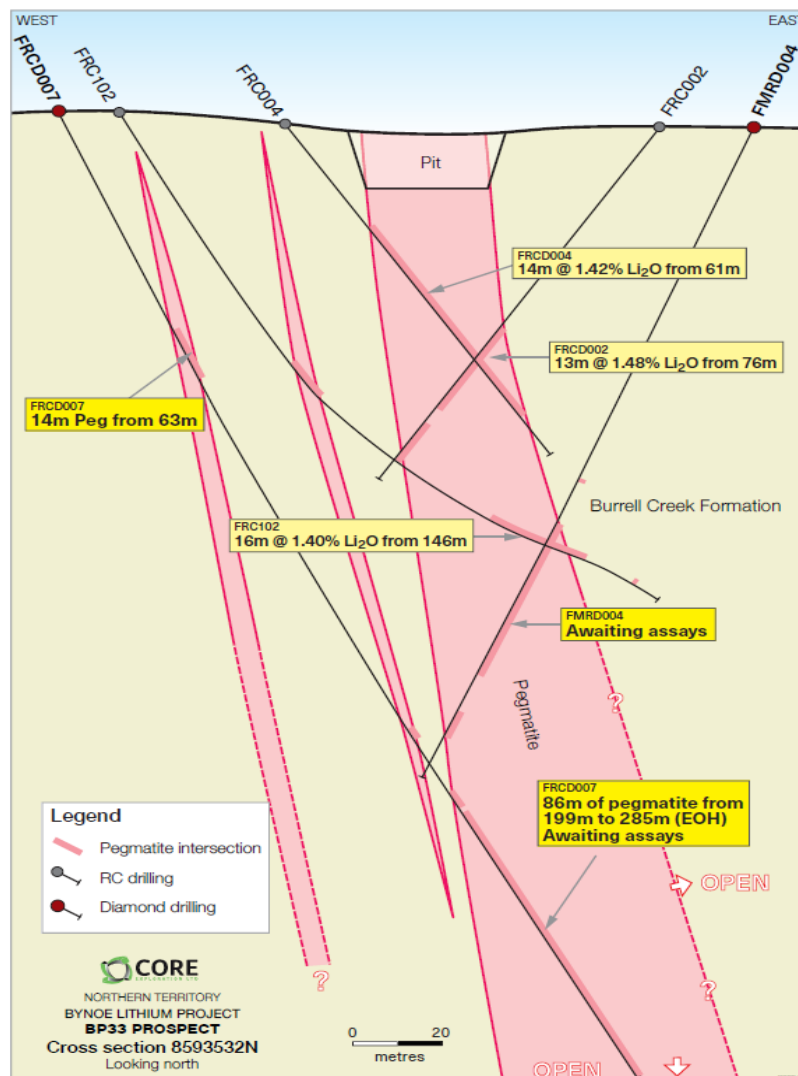 WEST
EAST
FRCD007
FRC102
FRC004
FRC002
FMRD004
Pit
FRCD004
14m @ 1.42% Li₂O from 61m
FRCD002
13m @ 1.48% Li₂O from 76m
FRCD007
14m Peg from 63m
Burrell Creek Formation
FRC102
16m @ 1.40% Li₂O from 146m
FMRD004
Awaiting assays
Pegmatite
?
FRCD007
86m of pegmatite from
199m to 285m (EOH)
Awaiting assays
Legend
Pegmatite intersection
RC drilling
Diamond drilling
OPEN
?
?
CORE
EXPLORATION LTD
NORTHERN TERRITORY
BYNOE LITHIUM PROJECT
BP33 PROSPECT
Cross section 8593532N
Looking north
0 20
metres
OPEN